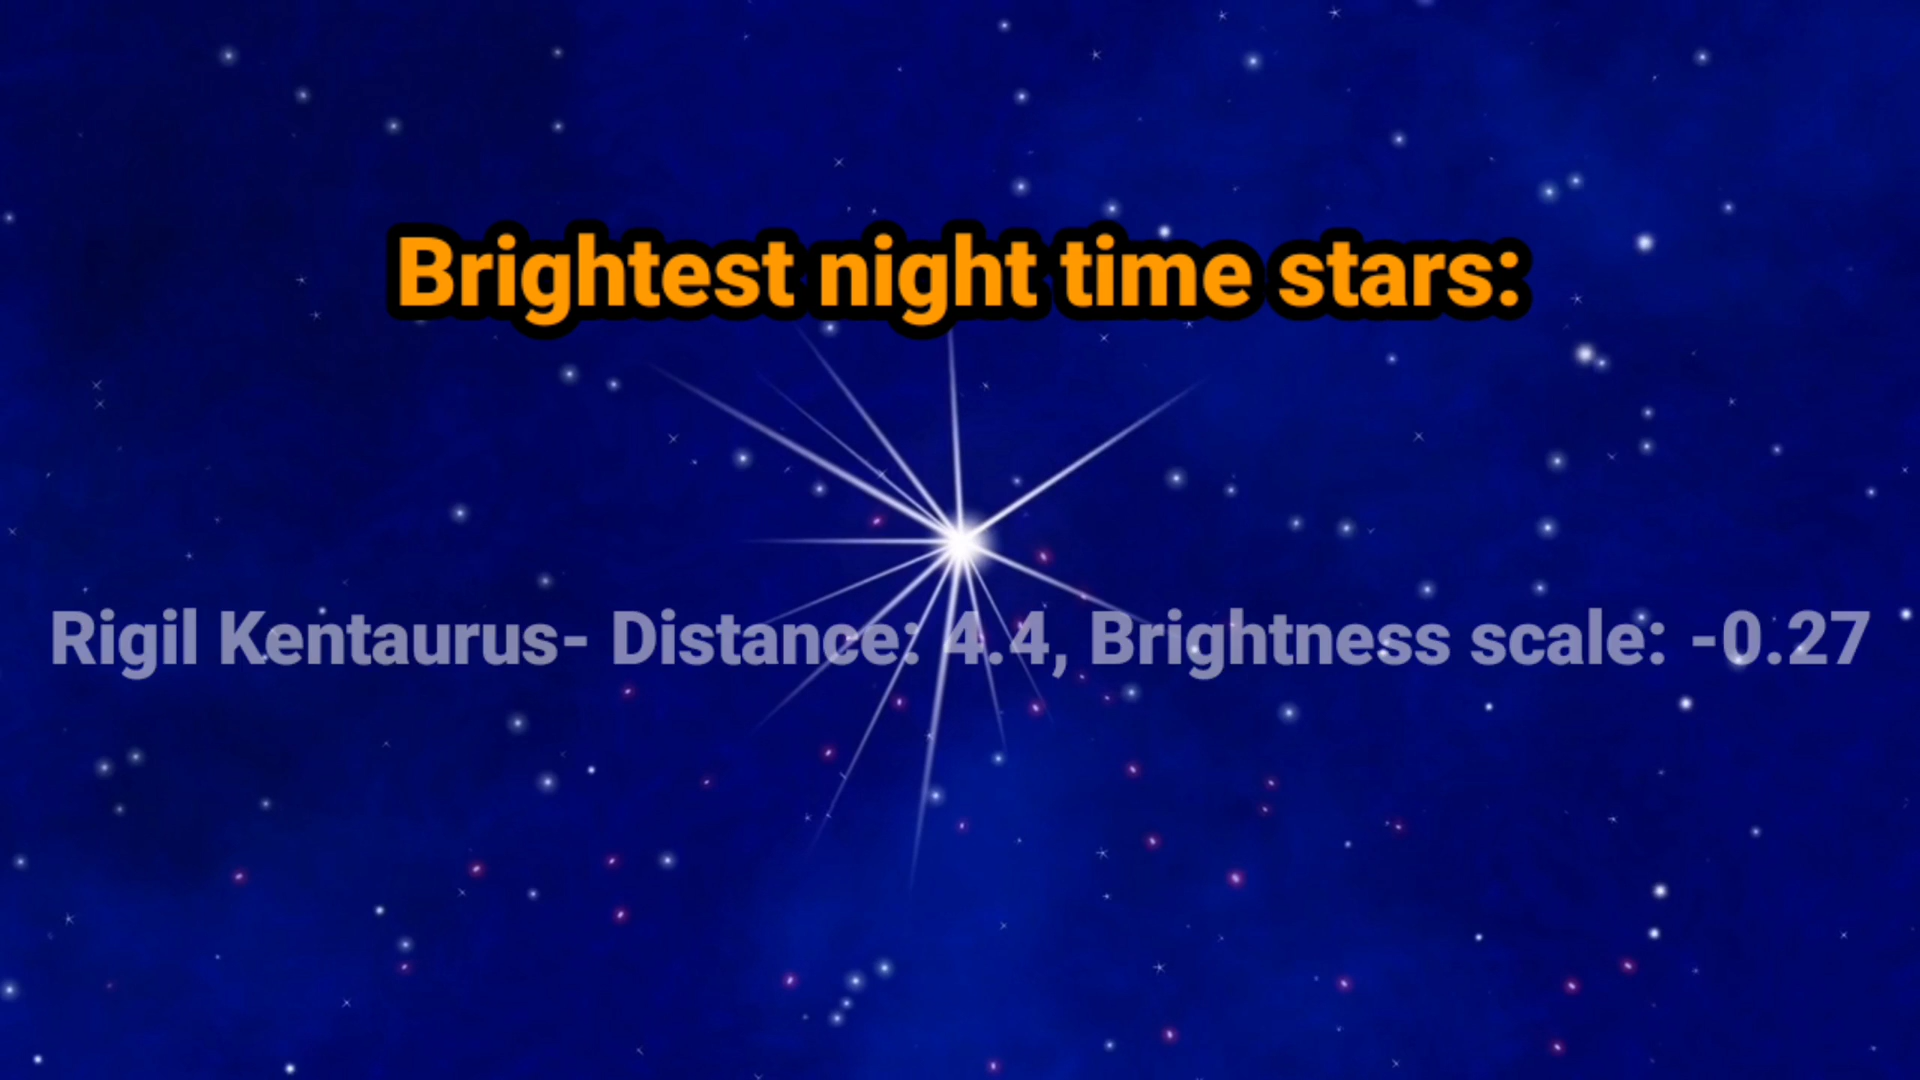 Brightest night time stars:
Rigil Kentaurus- Distance: 4.4, Brightness scale: -0.27